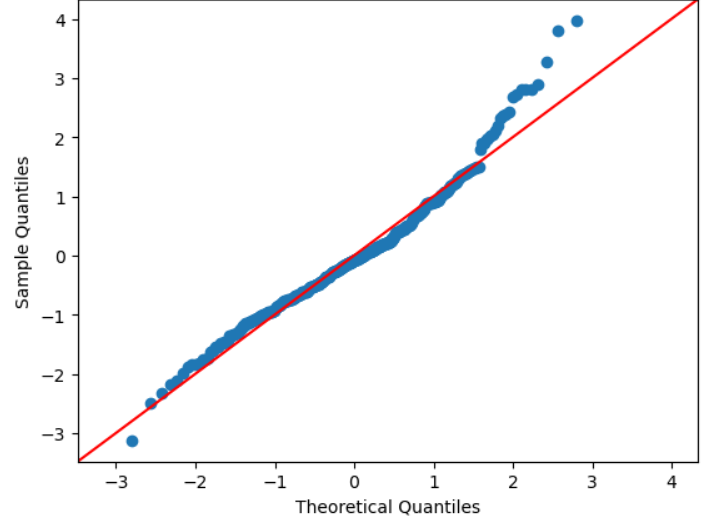 4
3
2
1
0
−1
−2
−3
Sample Quantiles
−3 −2 −1 0 1 2 3 4
Theoretical Quantiles